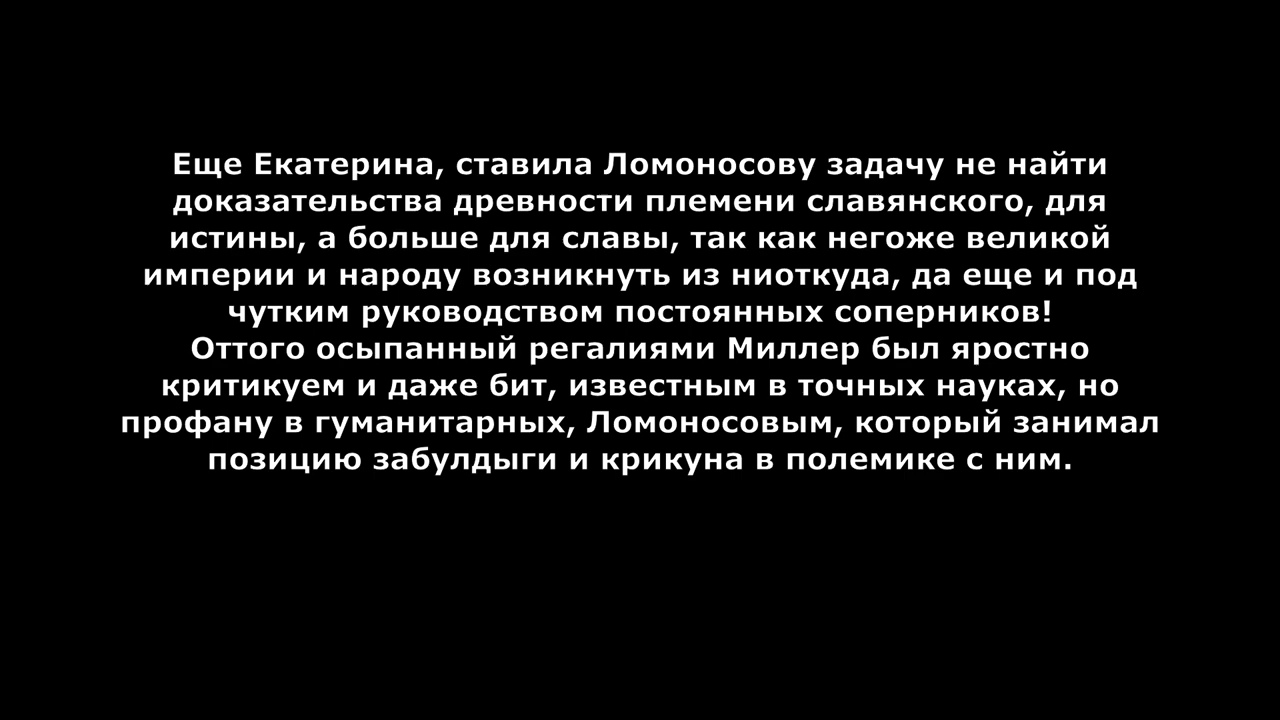 Еще Екатерина, ставила Ломоносову задачу не найти
доказательства древности племени славянского, для
истины, а больше для славы, так как негоже великой
империи и народу возникнуть из ниоткуда, да еще и под
чутким руководством постоянных соперников!
Оттого осыпанный регалиями Миллер был яростно
критикуем и даже бит, известным в точных науках, но
профану в гуманитарных, Ломоносовым, который занимал
позицию забулдыги и крикуна в полемике с ним.